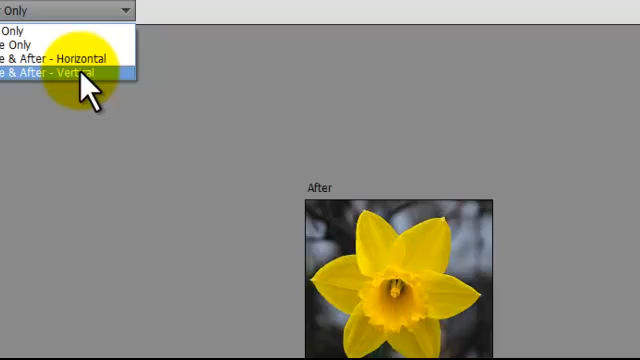 Only
Only
e Only
e & After - Horizontal
e & After - Vertical
After